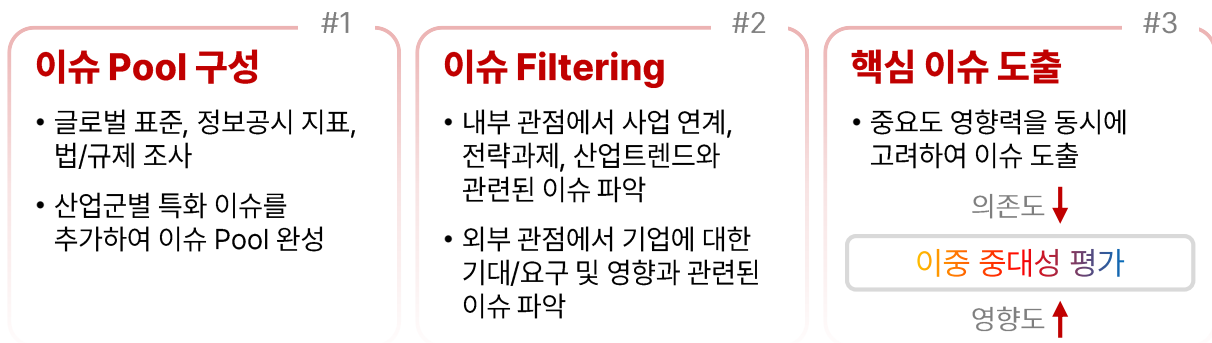 #1
이슈 Pool 구성
• 글로벌 표준, 정보공시 지표,
법/규제 조사
• 산업군별 특화 이슈를
추가하여 이슈 Pool 완성
#2
이슈 Filtering
• 내부 관점에서 사업 연계,
전략과제, 산업트렌드와
관련된 이슈 파악
• 외부 관점에서 기업에 대한
기대/요구 및 영향과 관련된
이슈 파악
#3
핵심 이슈 도출
• 중요도 영향력을 동시에
고려하여 이슈 도출
의존도
이중 중대성 평가
영향도